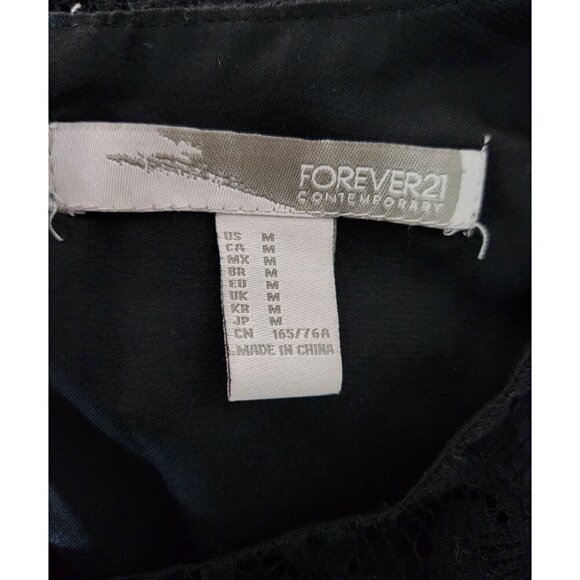 FOREVER21
CONTEMPORARY
US M
CA M
MX M
BR M
EU M
UK M
KR M
JP M
CN 165/76A
MADE IN CHINA